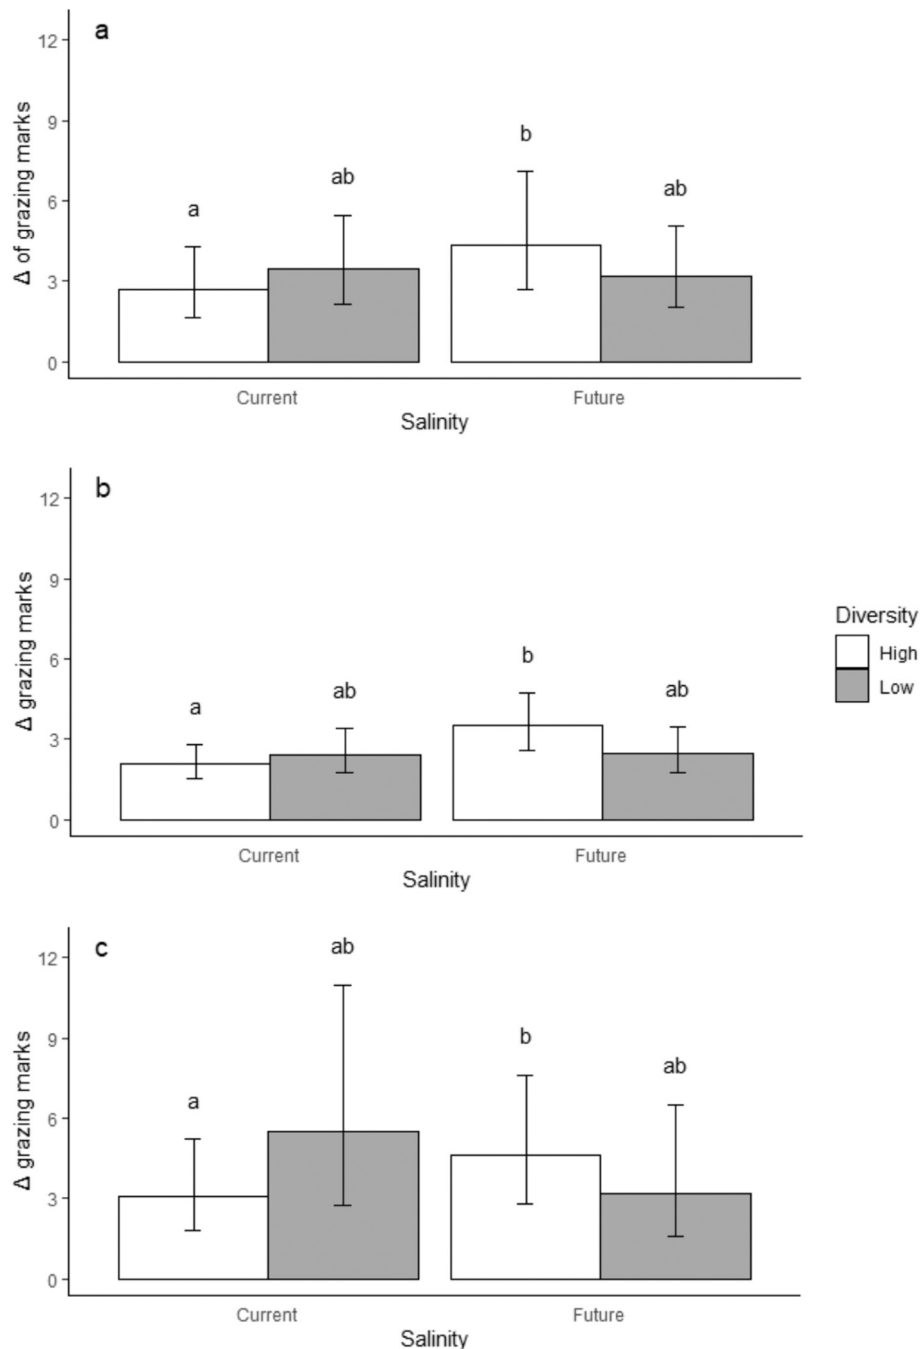 a
12
9
6
3
0
Δ of grazing marks
a
ab
b
ab
Current
Future
Salinity
b
12
9
6
3
0
Δ grazing marks
a
ab
b
ab
Current
Future
Salinity
Diversity
High
Low
c
12
9
6
3
0
Δ grazing marks
a
ab
b
ab
Current
Future
Salinity